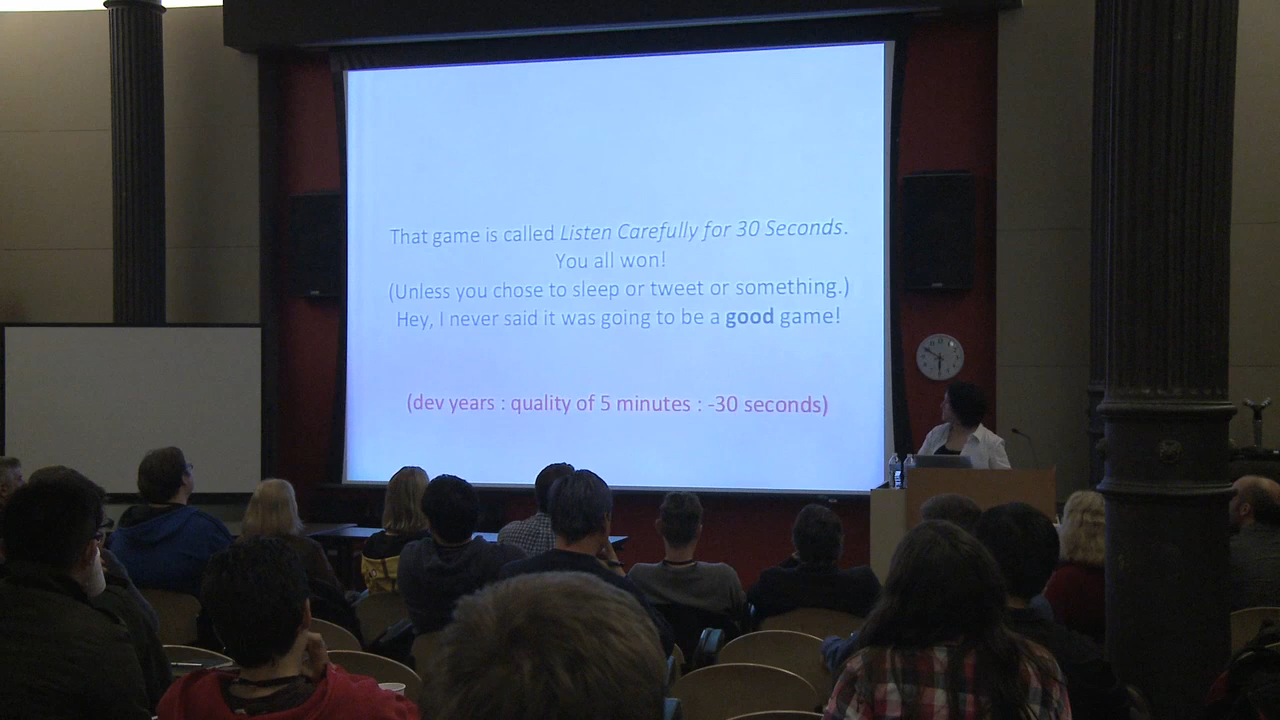 That game is called Listen Carefully for 30 Seconds.
You all won!
(Unless you chose to sleep or tweet or something.)
Hey, I never said it was going to be a good game!
(dev years : quality of 5 minutes : -30 seconds)